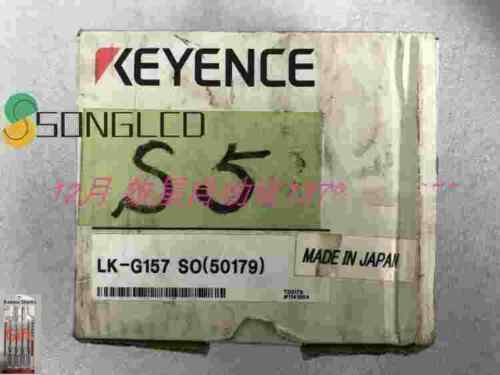 KEYENCE
SONGLCD
S5
12月
LK-G157 SO(50179)
MADE IN JAPAN